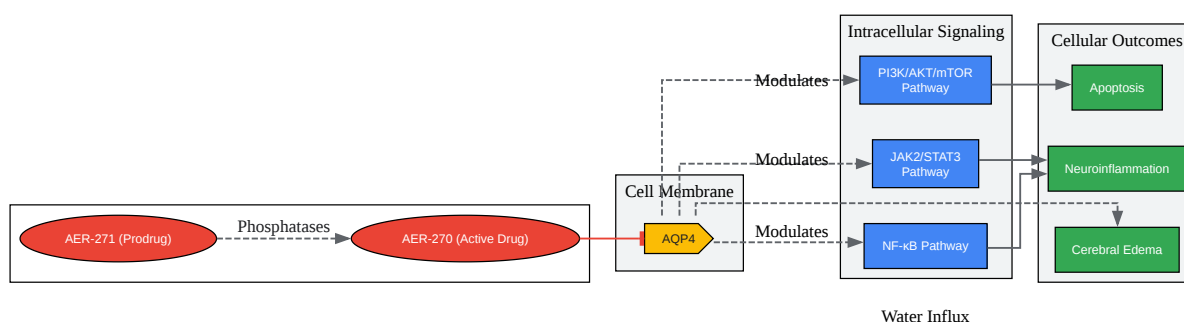 Intracellular Signaling
Cellular Outcomes
PI3K/AKT/mTOR
Pathway
Modulates
Apoptosis
JAK2/STAT3
Pathway
Modulates
Neuroinflammation
Cell Membrane
AER-271 (Prodrug)
Phosphatases
AER-270 (Active Drug)
AQP4
Modulates
NF-κB Pathway
Cerebral Edema
Water Influx